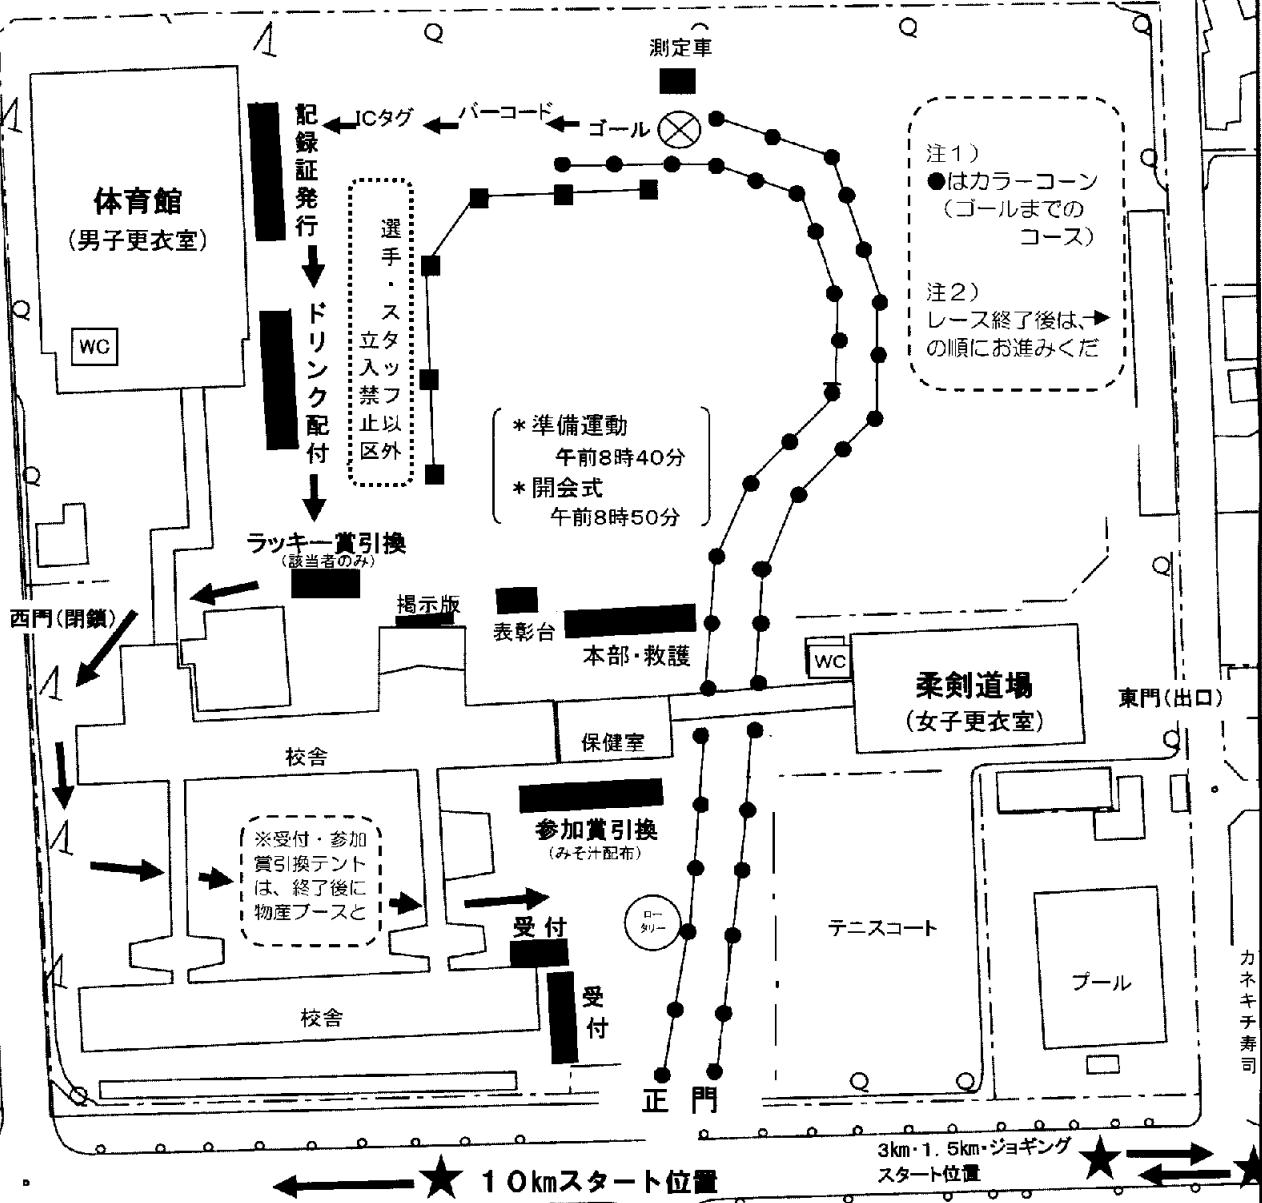 測定車
記録証発行
ICタグ
バーコード
ゴール
注１）
●はカラーコーン
（ゴールまでの
コース）
注２）
レース終了後は、→
の順にお進みくだ
体育館
（男子更衣室）
WC
選手・スタッフ以外
立入禁止区
ドリンク配付
＊準備運動
午前8時40分
＊開会式
午前8時50分
ラッキー賞引換
（該当者のみ）
西門（閉鎖）
掲示版
表彰台
本部・救護
WC
柔剣道場
（女子更衣室）
東門（出口）
保健室
校舎
参加賞引換
（みそ汁配布）
※受付・参加
賞引換テント
は、終了後に
物産ブースと
受付
ロー
タリー
テニスコート
プール
カネキチ寿司
校舎
受付
正門
3km・1.5km・ジョギング
スタート位置
★１０kmスタート位置